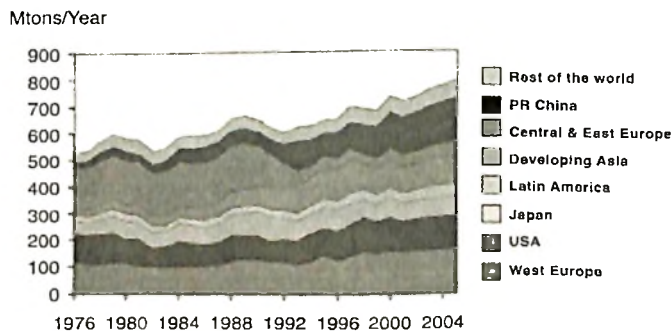 Mtons/Year
900
800
700
600
500
400
300
200
100
0
1976 1980 1984 1988 1992 1996 2000 2004
Rest of the world
PR China
Central & East Europe
Developing Asia
Latin America
Japan
USA
West Europe